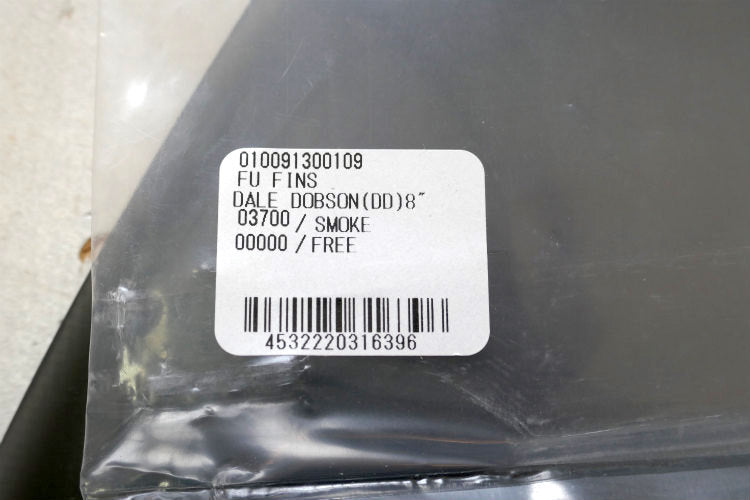 010091300109
FU FINS
DALE DOBSON(DD)8"
03700 / SMOKE
00000 / FREE
4532220316396